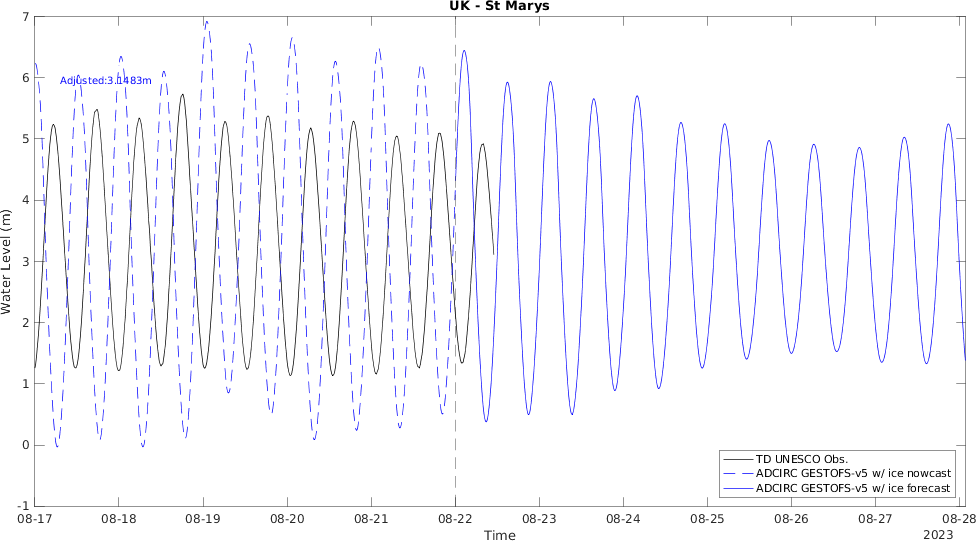 UK - St Marys
7
6
5
4
3
2
1
0
-1
Water Level (m)
Adjusted:3.1483m
TD UNESCO Obs.
ADCIRC GESTOFS-v5 w/ ice nowcast
ADCIRC GESTOFS-v5 w/ ice forecast
08-17 08-18 08-19 08-20 08-21 08-22 08-23 08-24 08-25 08-26 08-27 08-28
Time
2023